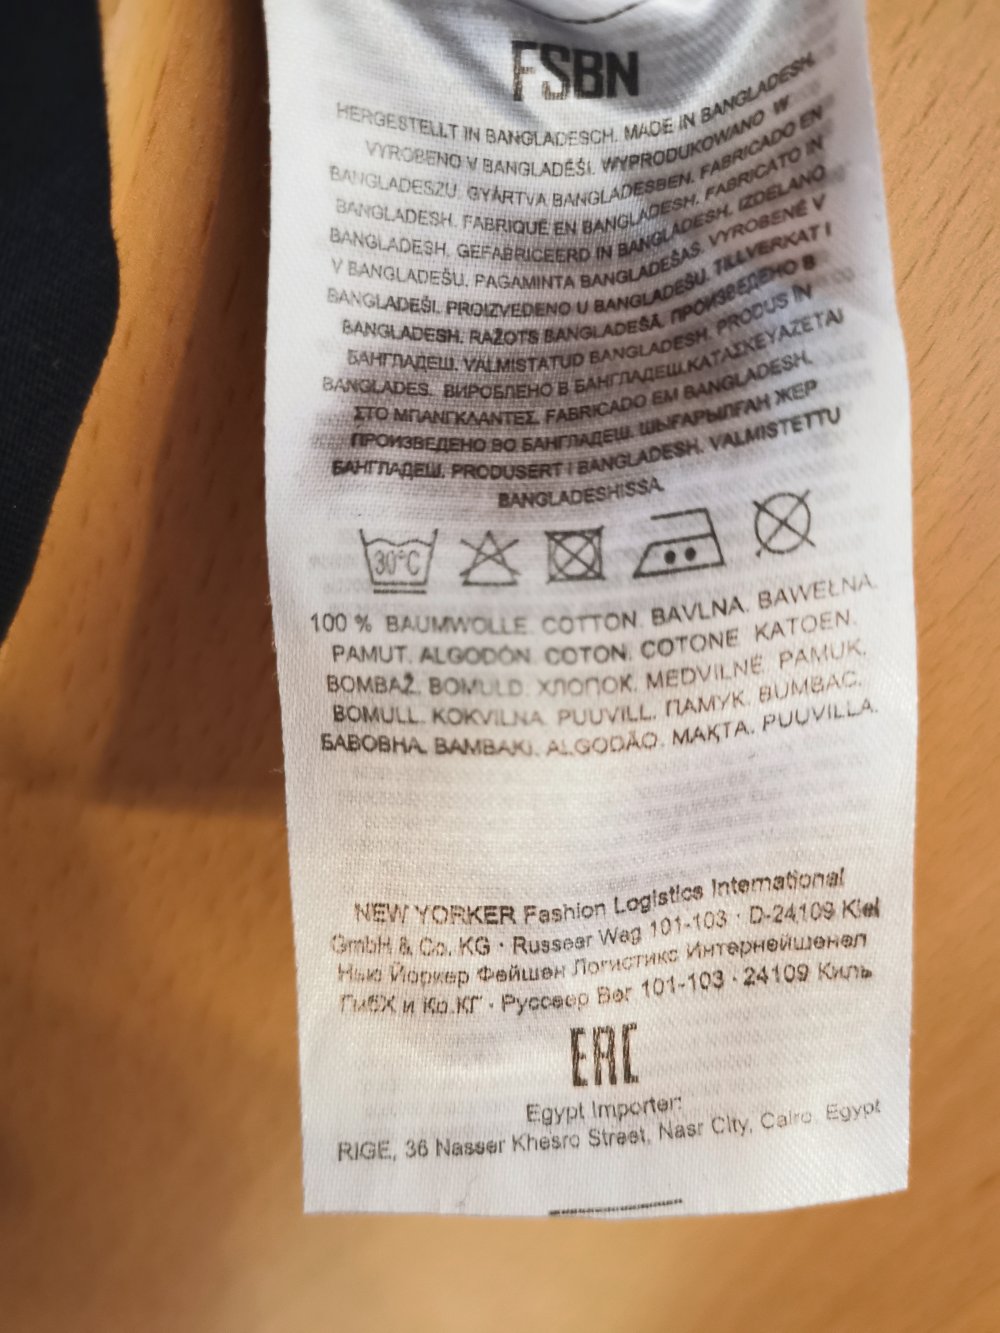 FSBN
HERGESTELLT IN BANGLADESCH. MADE IN BANGLADESH.
VYROBENO V BANGLADÉŠI. WYPRODUKOWANO W
BANGLADESZU. GYÁRTVA BANGLADESBEN. FABRICADO EN
BANGLADESH. FABRIQUÉ EN BANGLADESH. FABRICATO IN
BANGLADESH. GEFABRICEERD IN BANGLADESH. IZDELANO
V BANGLADEŠU. PAGAMINTA BANGLADEŠAS. VYROBENÉ V
BANGLADEŠI. PROIZVEDENO U BANGLADEŠU. TILLVERKAT I
BANGLADESH. RAŽOTS BANGLADEŠĀ. ПРОИЗВЕДЕНО В
БАНГЛАДЕШ. VALMISTATUD BANGLADESH. PRODUS IN
BANGLADES. ВИРОБЛЕНО В БАНГЛАДЕШ. ΚΑΤΑΣΚΕΥΑΖΕΤΑΙ
ΣΤΟ ΜΠΑΝΓΚΛΑΝΤΕΣ. FABRICADO EM BANGLADESH.
ПРОИЗВЕДЕНО ВО БАНГЛАДЕШ. ШЫҒАРЫЛҒАН ЖЕР
БАНГЛАДЕШ. PRODUSERT I BANGLADESH. VALMISTETTU
BANGLADESHISSA.
30°C
100 % BAUMWOLLE. COTTON. BAVLNA. BAWEŁNA.
PAMUT. ALGODÓN. COTON. COTONE. KATOEN.
BOMBAŽ. BOMULD. ХЛОПОК. MEDVILNĖ. PAMUK.
BOMULL. KOKVILNA. PUUVILL. ПАМУК. BUMBAC.
БАВОВНА. ΒΑΜΒΑΚΙ. ALGODÃO. МАҚТА. PUUVILLA.
NEW YORKER Fashion Logistics International
GmbH & Co. KG · Russeer Weg 101-103 · D-24109 Kiel
Нью Йоркер Фейшен Логистикс Интернейшенел
ГмбХ и Ко.КГ · Руссеер Вег 101-103 · 24109 Киль
EAC
Egypt Importer:
RIGE, 36 Nasser Khesro Street, Nasr City, Cairo. Egypt